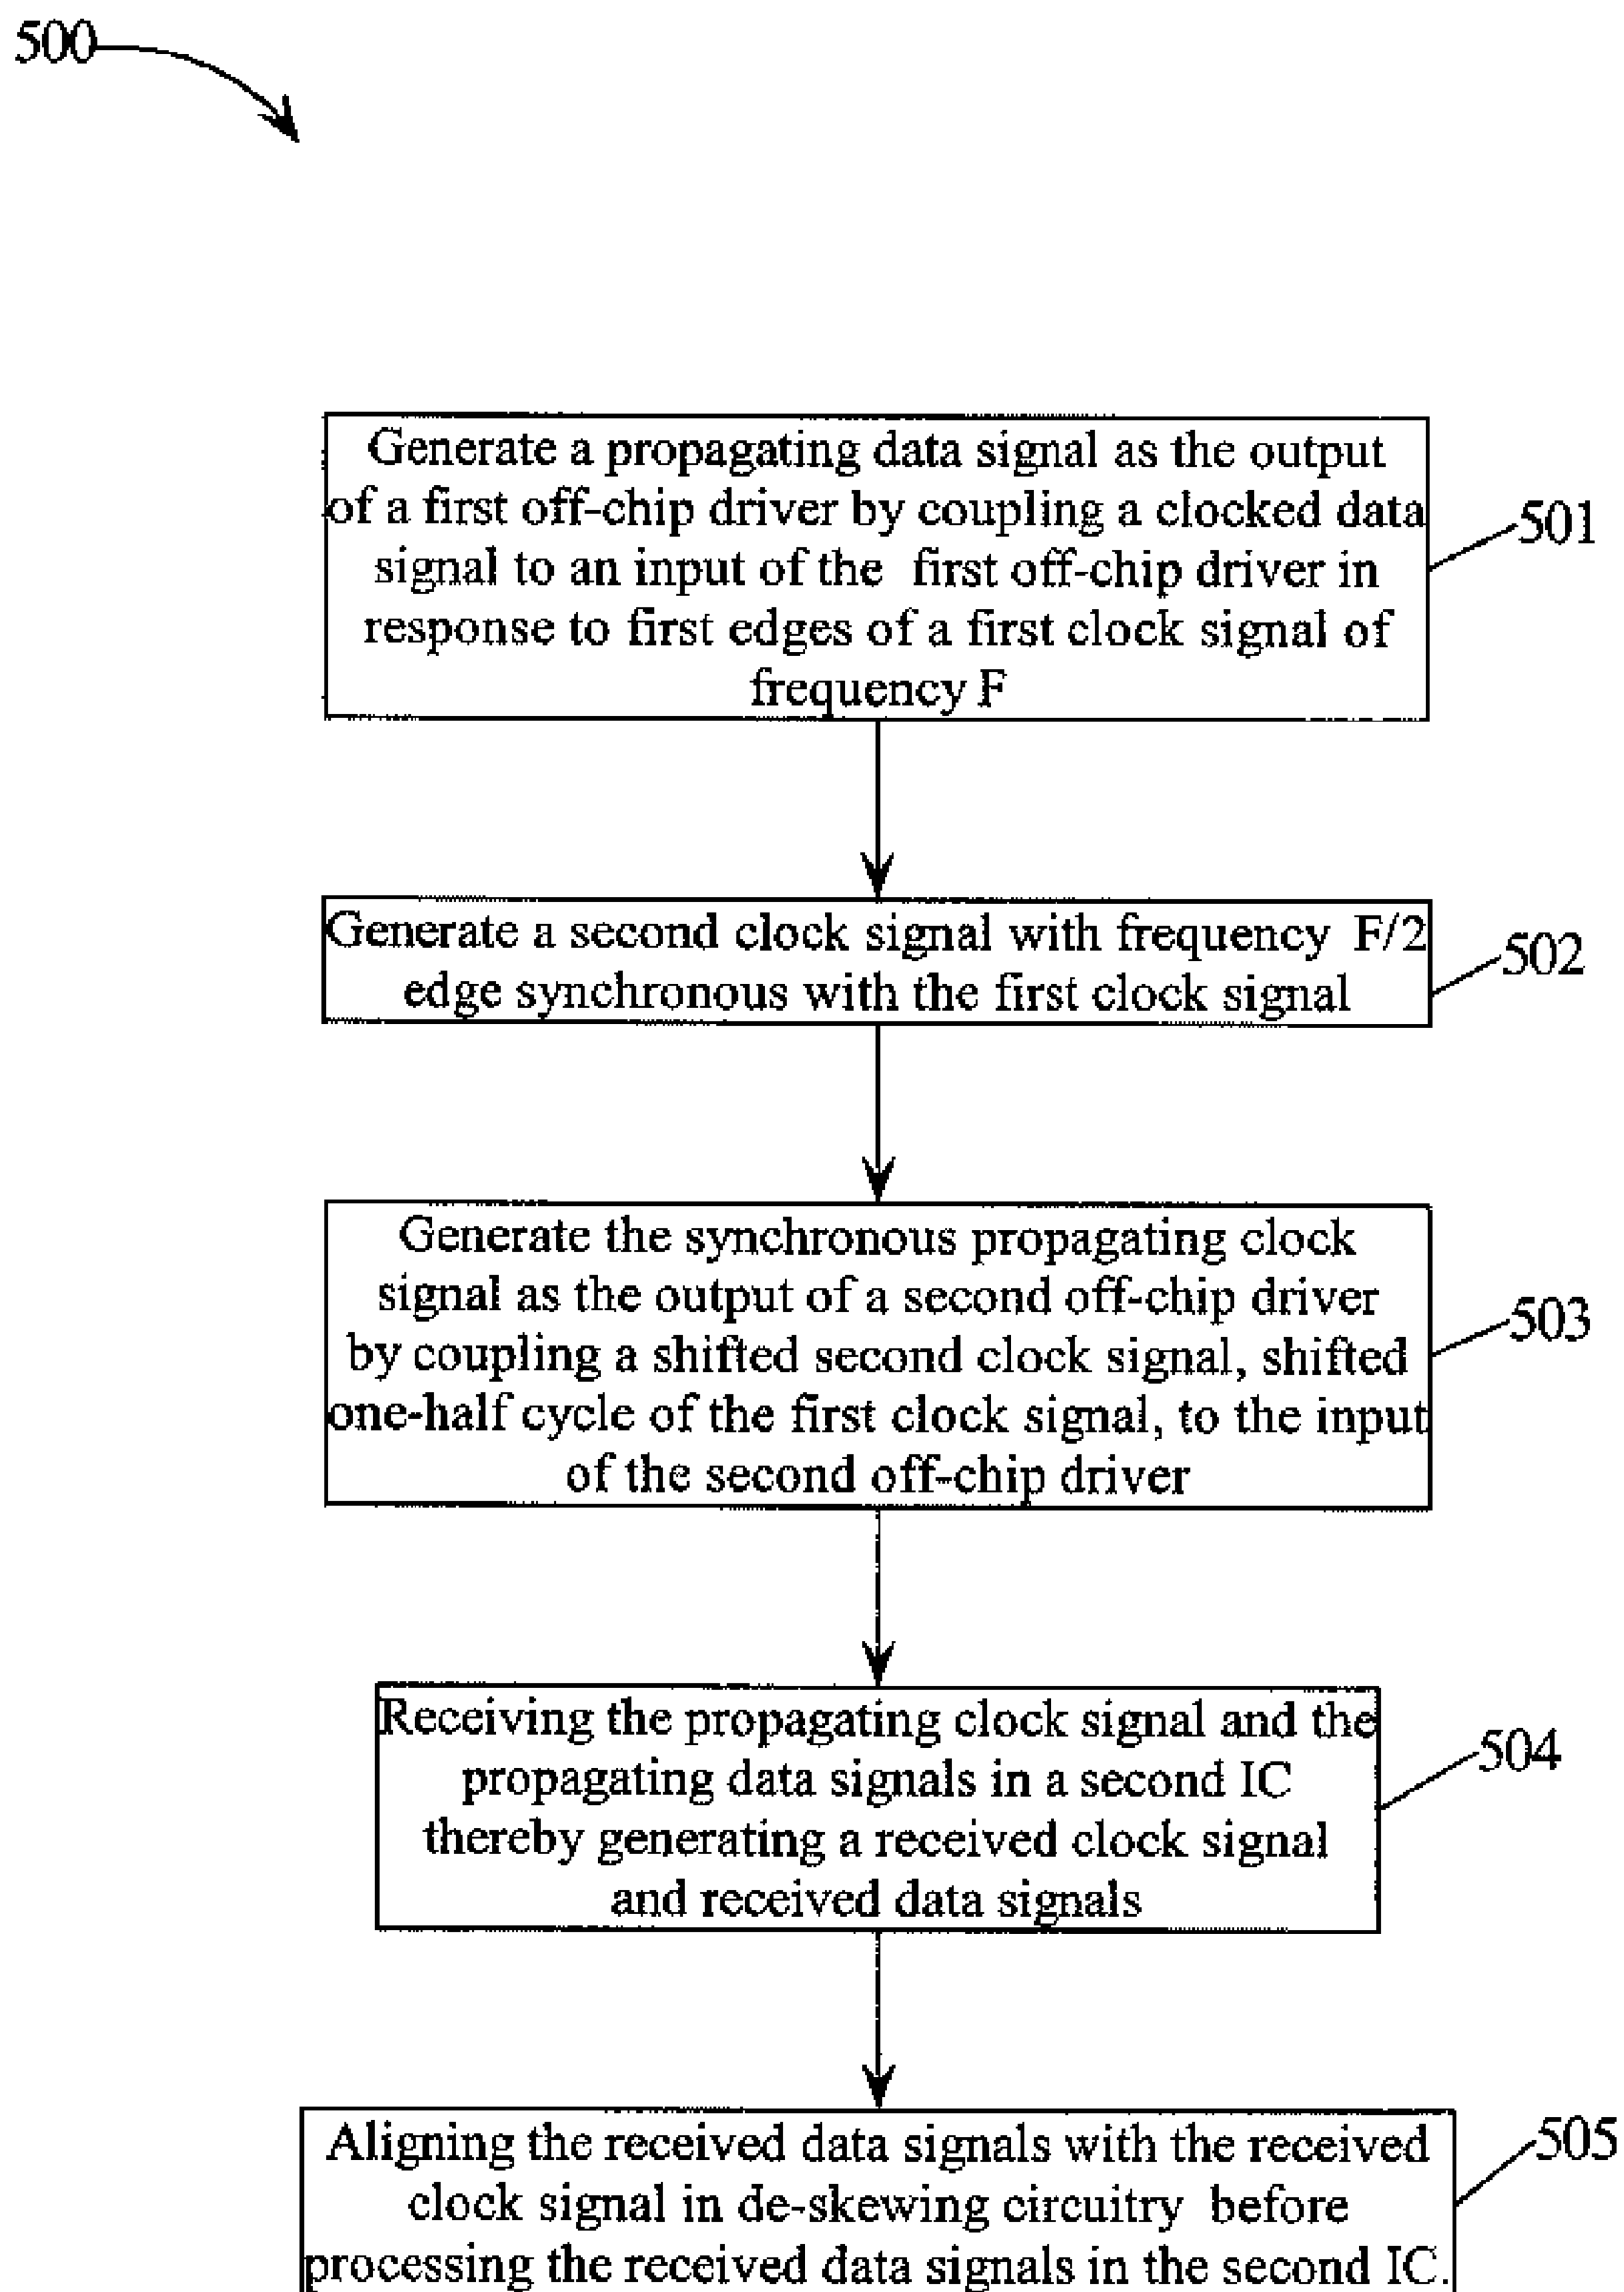 500
Generate a propagating data signal as the output
of a first off-chip driver by coupling a clocked data
signal to an input of the first off-chip driver in
response to first edges of a first clock signal of
frequency F
501
Generate a second clock signal with frequency F/2
edge synchronous with the first clock signal
502
Generate the synchronous propagating clock
signal as the output of a second off-chip driver
by coupling a shifted second clock signal, shifted
one-half cycle of the first clock signal, to the input
of the second off-chip driver
503
Receiving the propagating clock signal and the
propagating data signals in a second IC
thereby generating a received clock signal
and received data signals
504
Aligning the received data signals with the received
clock signal in de-skewing circuitry before
processing the received data signals in the second IC.
505